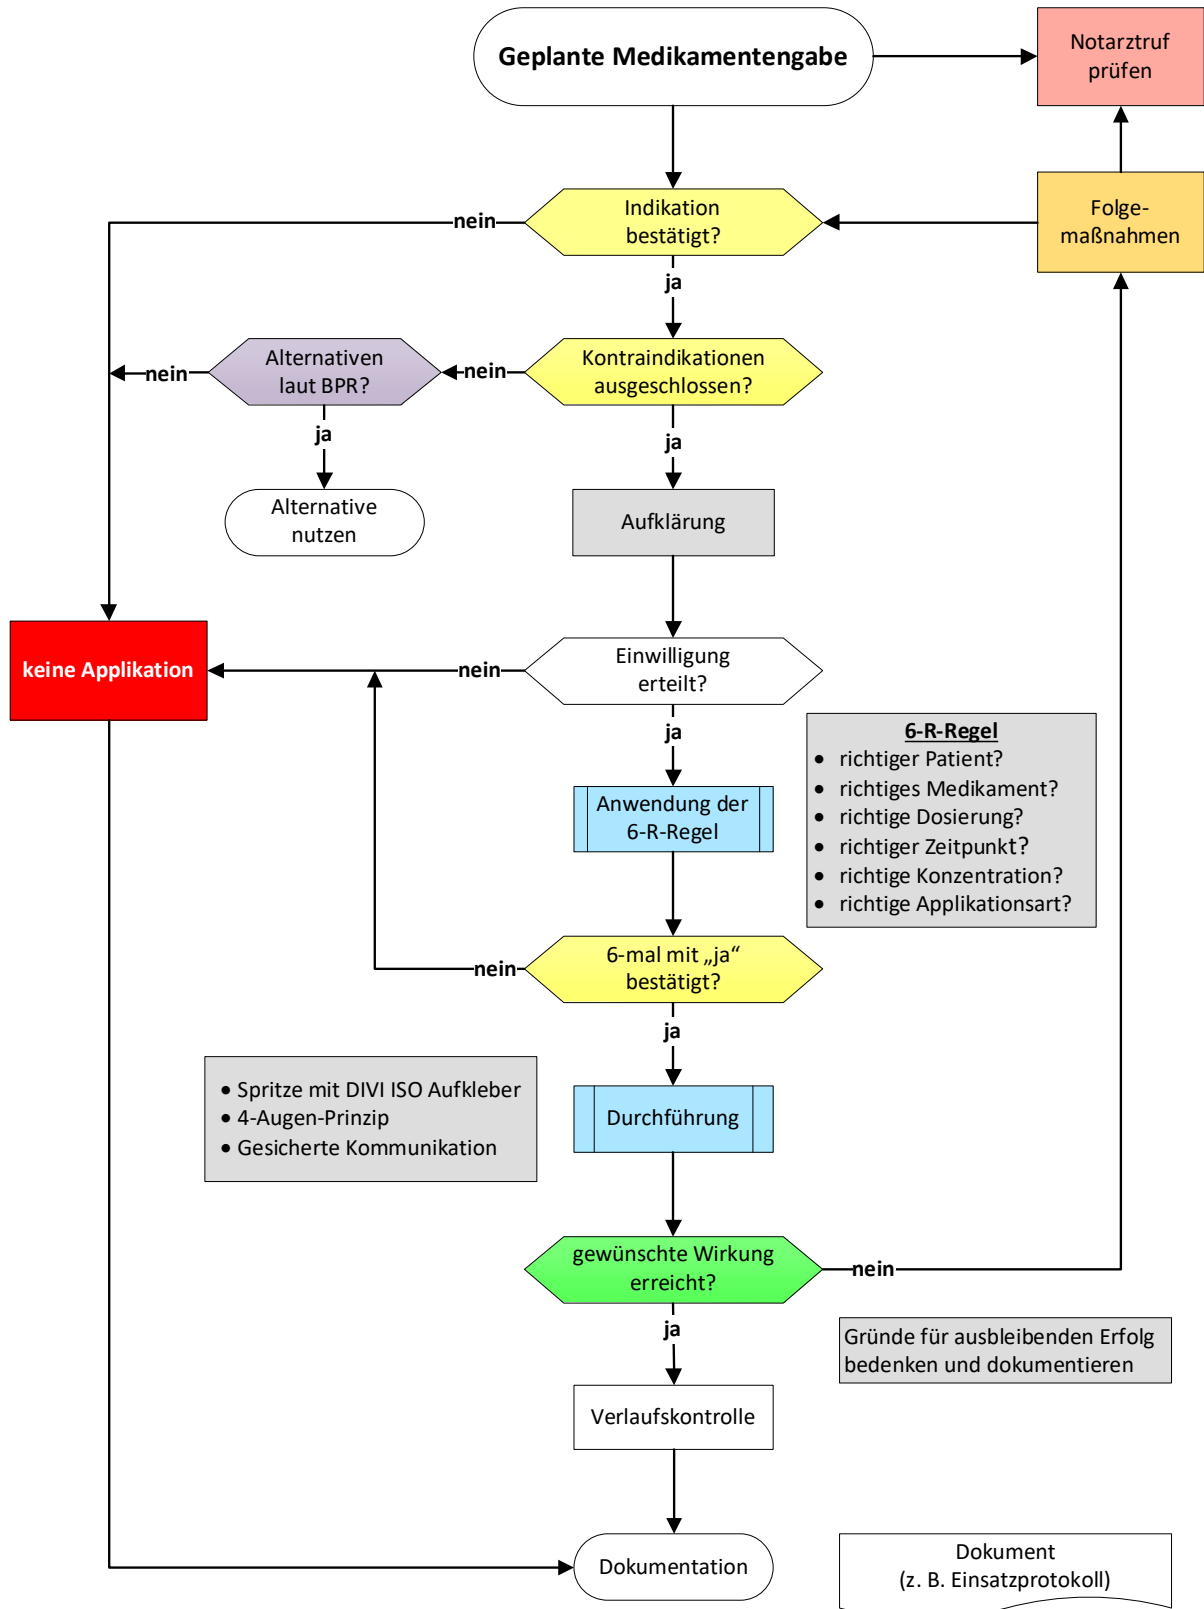 Geplante Medikamentengabe
Notarztruf
prüfen
Indikation
bestätigt?
nein
Folge-
maßnahmen
ja
Alternativen
laut BPR?
nein
nein
Kontraindikationen
ausgeschlossen?
ja
ja
Alternative
nutzen
Aufklärung
keine Applikation
nein
Einwilligung
erteilt?
ja
6-R-Regel
• richtiger Patient?
• richtiges Medikament?
• richtige Dosierung?
• richtiger Zeitpunkt?
• richtige Konzentration?
• richtige Applikationsart?
Anwendung der
6-R-Regel
nein
6-mal mit „ja“
bestätigt?
ja
• Spritze mit DIVI ISO Aufkleber
• 4-Augen-Prinzip
• Gesicherte Kommunikation
Durchführung
gewünschte Wirkung
erreicht?
nein
ja
Gründe für ausbleibenden Erfolg
bedenken und dokumentieren
Verlaufskontrolle
Dokumentation
Dokument
(z. B. Einsatzprotokoll)